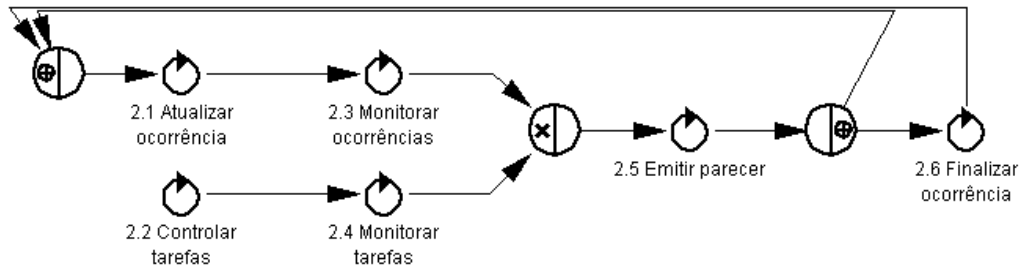 2.1 Atualizar
ocorrência
2.3 Monitorar
ocorrências
2.5 Emitir parecer
2.6 Finalizar
ocorrência
2.2 Controlar
tarefas
2.4 Monitorar
tarefas